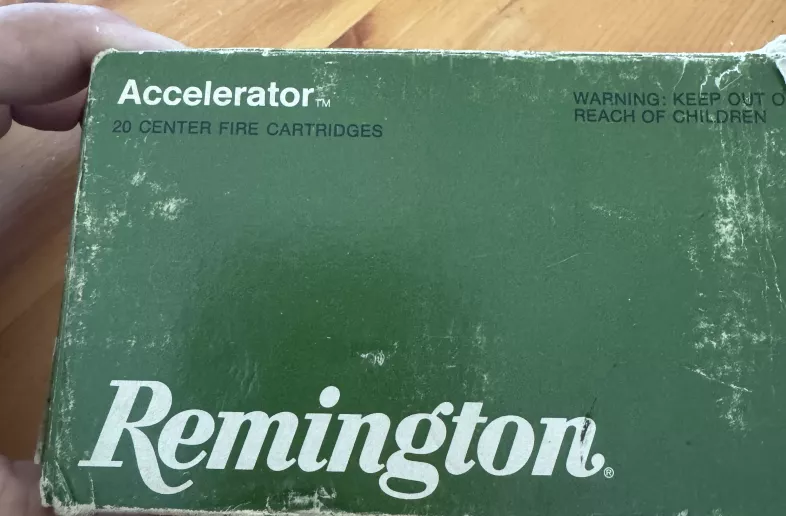 Accelerator™
20 CENTER FIRE CARTRIDGES
WARNING: KEEP OUT O
REACH OF CHILDREN
Remington®